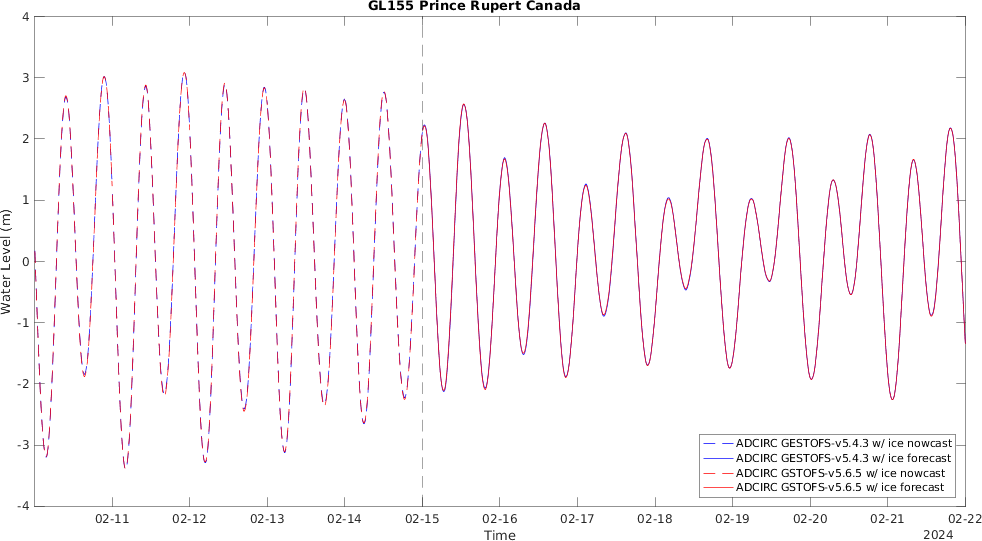 GL155 Prince Rupert Canada
4
3
2
1
0
-1
-2
-3
-4
Water Level (m)
ADCIRC GESTOFS-v5.4.3 w/ ice nowcast
ADCIRC GESTOFS-v5.4.3 w/ ice forecast
ADCIRC GSTOFS-v5.6.5 w/ ice nowcast
ADCIRC GSTOFS-v5.6.5 w/ ice forecast
02-11 02-12 02-13 02-14 02-15 02-16 02-17 02-18 02-19 02-20 02-21 02-22
Time
2024